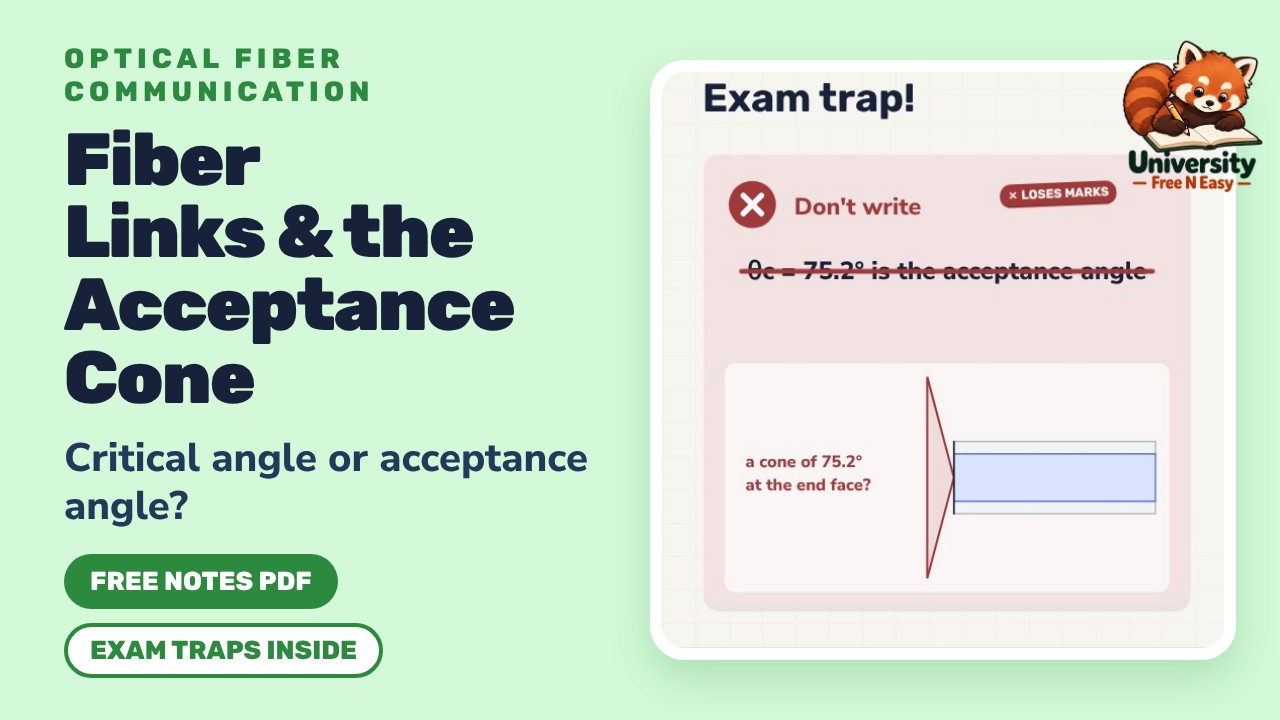 OPTICAL FIBER
COMMUNICATION
Fiber
Links & the
Acceptance
Cone
Critical angle or acceptance
angle?
FREE NOTES PDF
EXAM TRAPS INSIDE
Exam trap!
Don't write
× LOSES MARKS
θc = 75.2° is the acceptance angle
a cone of 75.2°
at the end face?
University
Free N Easy